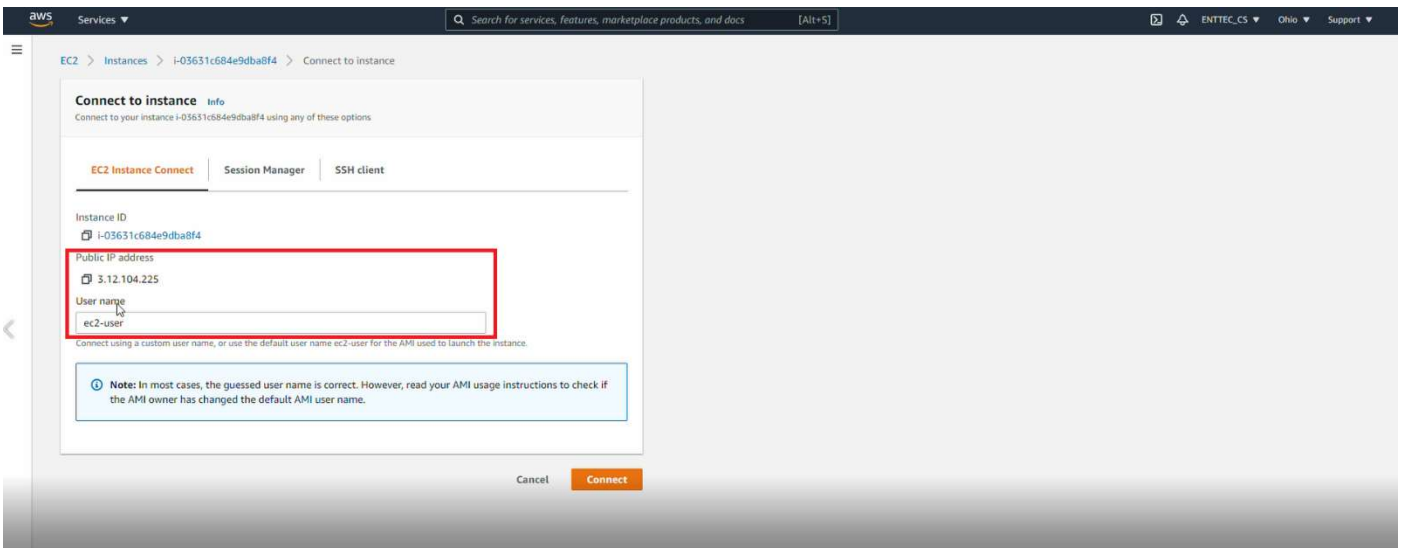 aws Services ▼ Search for services, features, marketplace products, and docs [Alt+S] ENTTEC_CS ▼ Ohio ▼ Support ▼
EC2 > Instances > i-03631c684e9dba8f4 > Connect to instance
Connect to instance Info
Connect to your instance i-03631c684e9dba8f4 using any of these options
EC2 Instance Connect Session Manager SSH client
Instance ID
i-03631c684e9dba8f4
Public IP address
3.12.104.225
User name
ec2-user
Connect using a custom user name, or use the default user name ec2-user for the AMI used to launch the instance.
Note: In most cases, the guessed user name is correct. However, read your AMI usage instructions to check if
the AMI owner has changed the default AMI user name.
Cancel Connect